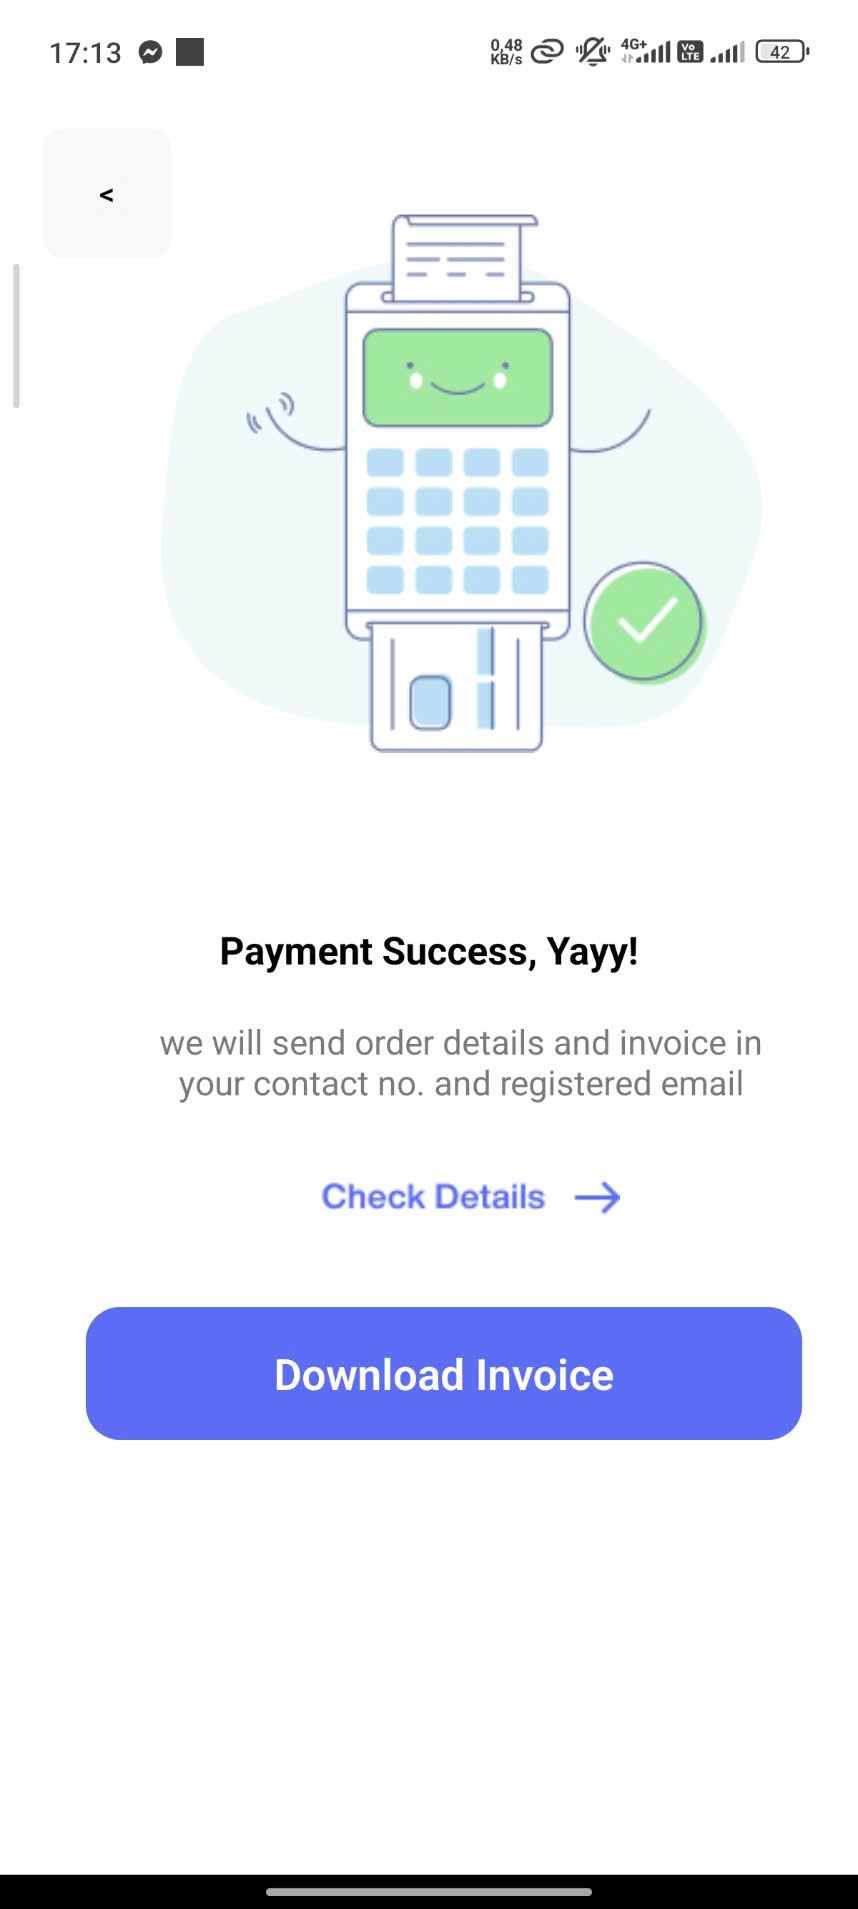 17:13
0,48
KB/s
4G+
Vo
LTE
42
<
Payment Success, Yayy!
we will send order details and invoice in
your contact no. and registered email
Check Details
Download Invoice